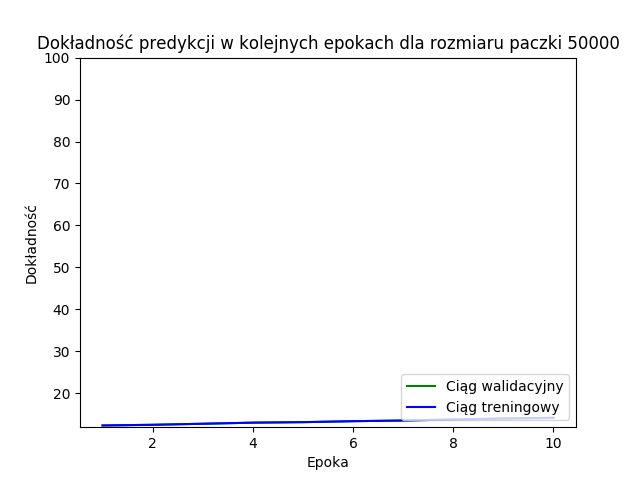 Dokładność predykcji w kolejnych epokach dla rozmiaru paczki 50000
100
90
80
70
60
50
40
30
20
Dokładność
Ciąg walidacyjny
Ciąg treningowy
2 4 6 8 10
Epoka